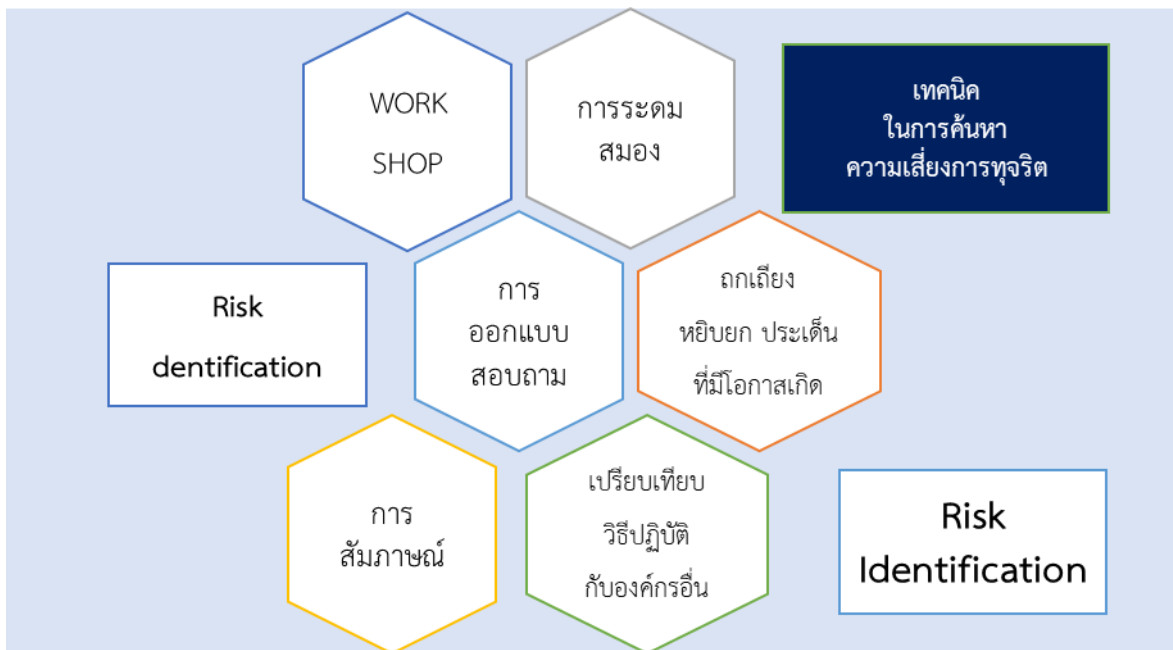 WORK
SHOP
การระดม
สมอง
เทคนิค
ในการค้นหา
ความเสี่ยงการทุจริต
Risk
dentification
การ
ออกแบบ
สอบถาม
ถกเถียง
หยิบยก ประเด็น
ที่มีโอกาสเกิด
การ
สัมภาษณ์
เปรียบเทียบ
วิธีปฏิบัติ
กับองค์กรอื่น
Risk
Identification